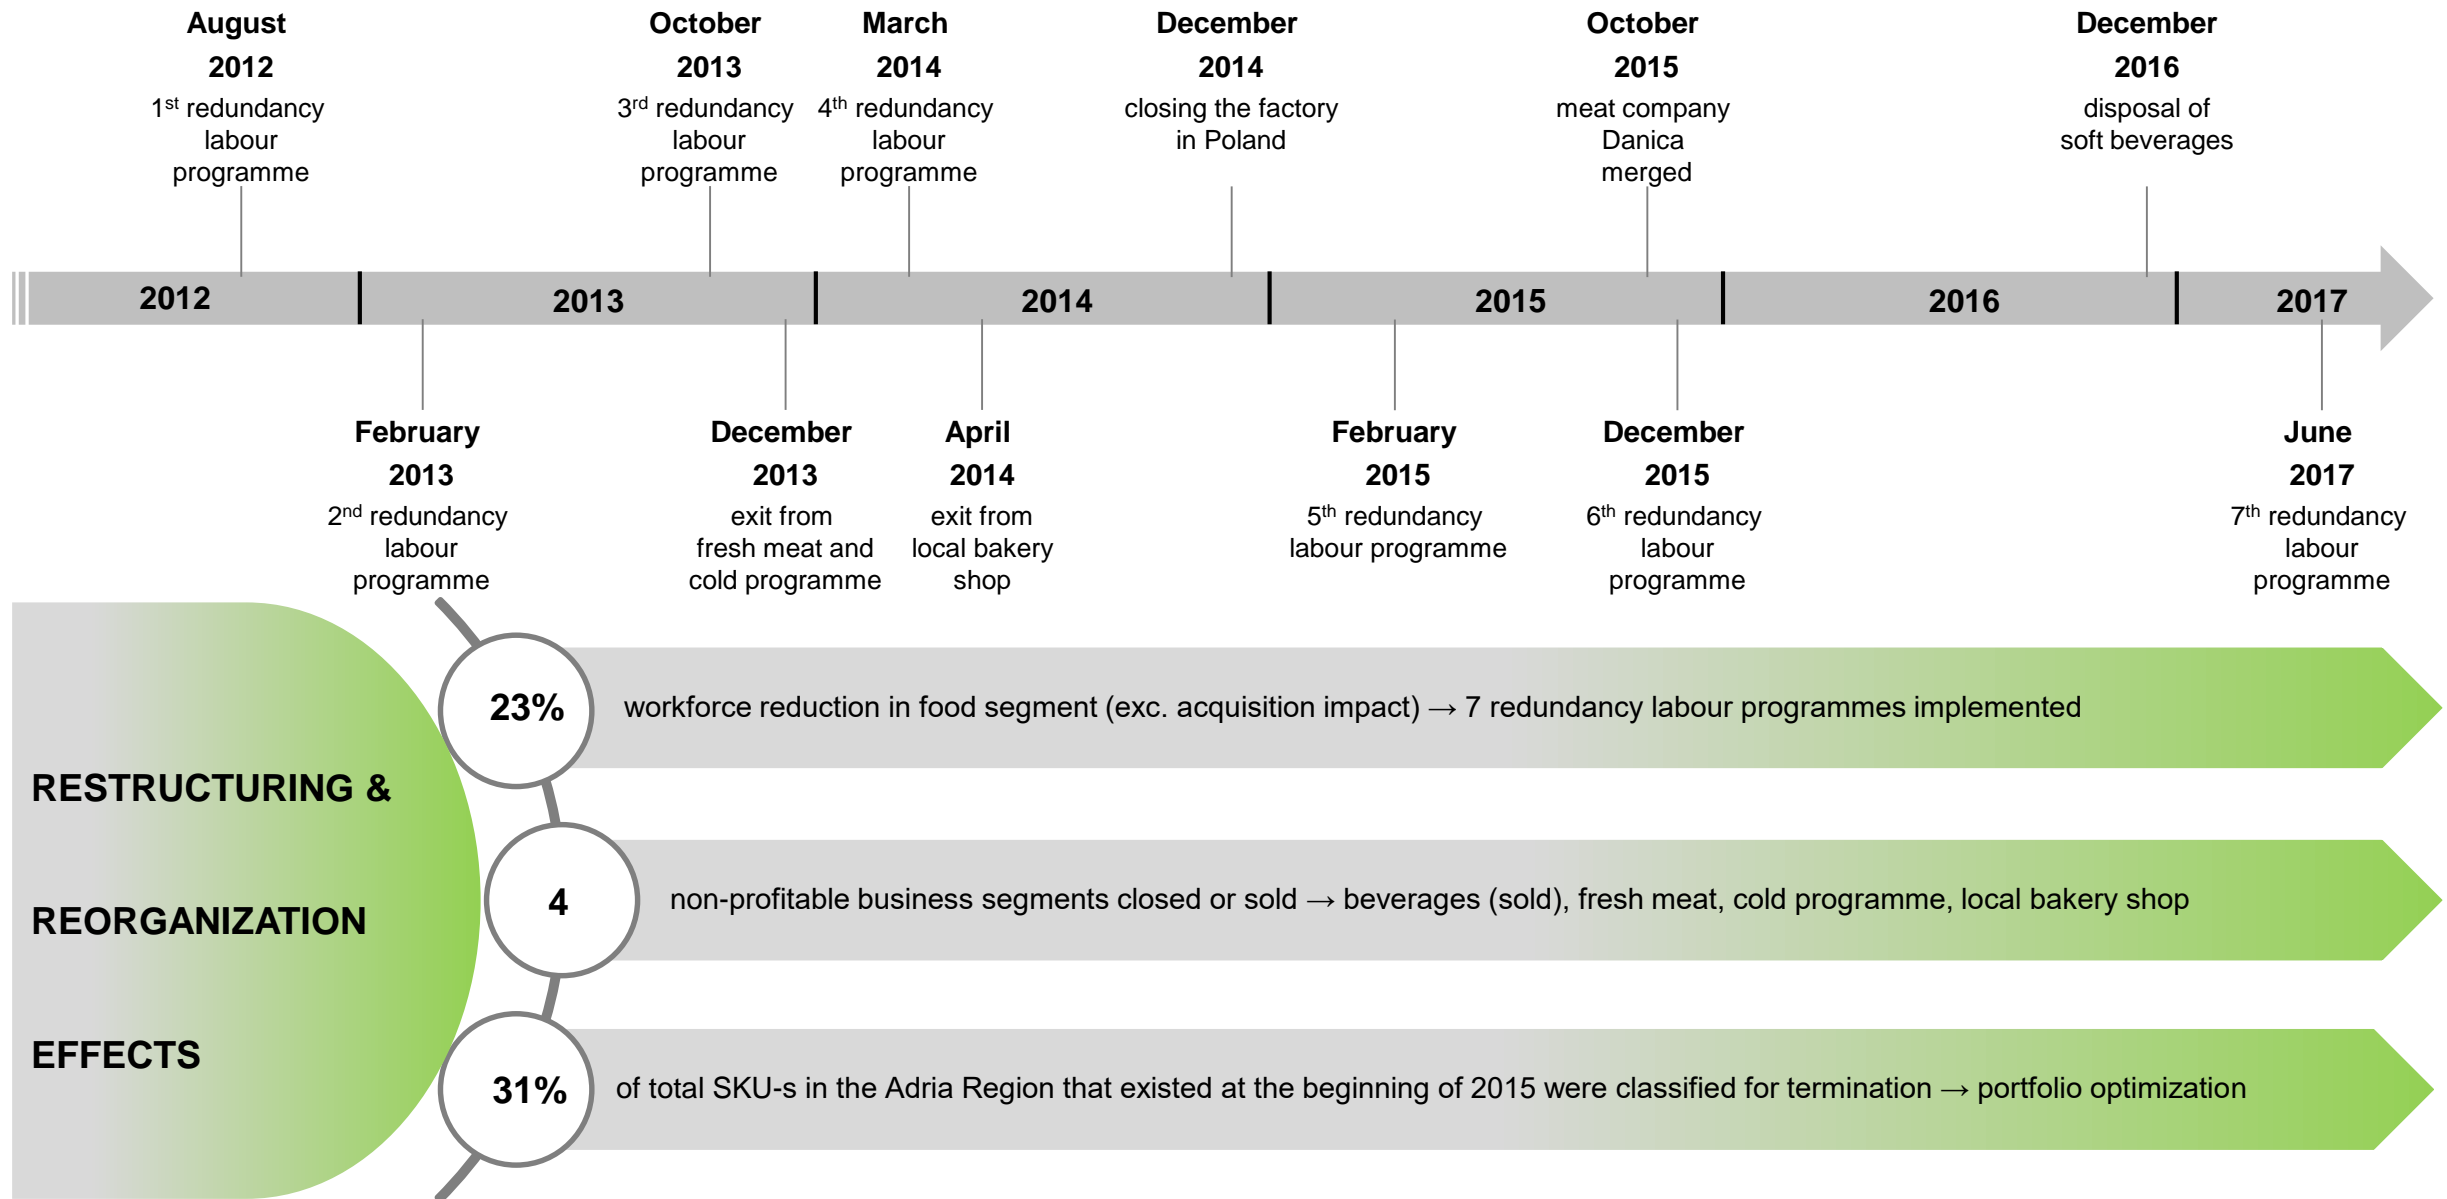 August
2012
1st redundancy
labour
programme
October
2013
3rd redundancy
labour
programme
March
2014
4th redundancy
labour
programme
December
2014
closing the factory
in Poland
October
2015
meat company
Danica
merged
December
2016
disposal of
soft beverages
2012
2013
2014
2015
2016
2017
February
2013
2nd redundancy
labour
programme
December
2013
exit from
fresh meat and
cold programme
April
2014
exit from
local bakery
shop
February
2015
5th redundancy
labour programme
December
2015
6th redundancy
labour
programme
June
2017
7th redundancy
labour
programme
RESTRUCTURING &
REORGANIZATION
EFFECTS
23%
workforce reduction in food segment (exc. acquisition impact) → 7 redundancy labour programmes implemented
4
non-profitable business segments closed or sold → beverages (sold), fresh meat, cold programme, local bakery shop
31%
of total SKU-s in the Adria Region that existed at the beginning of 2015 were classified for termination → portfolio optimization